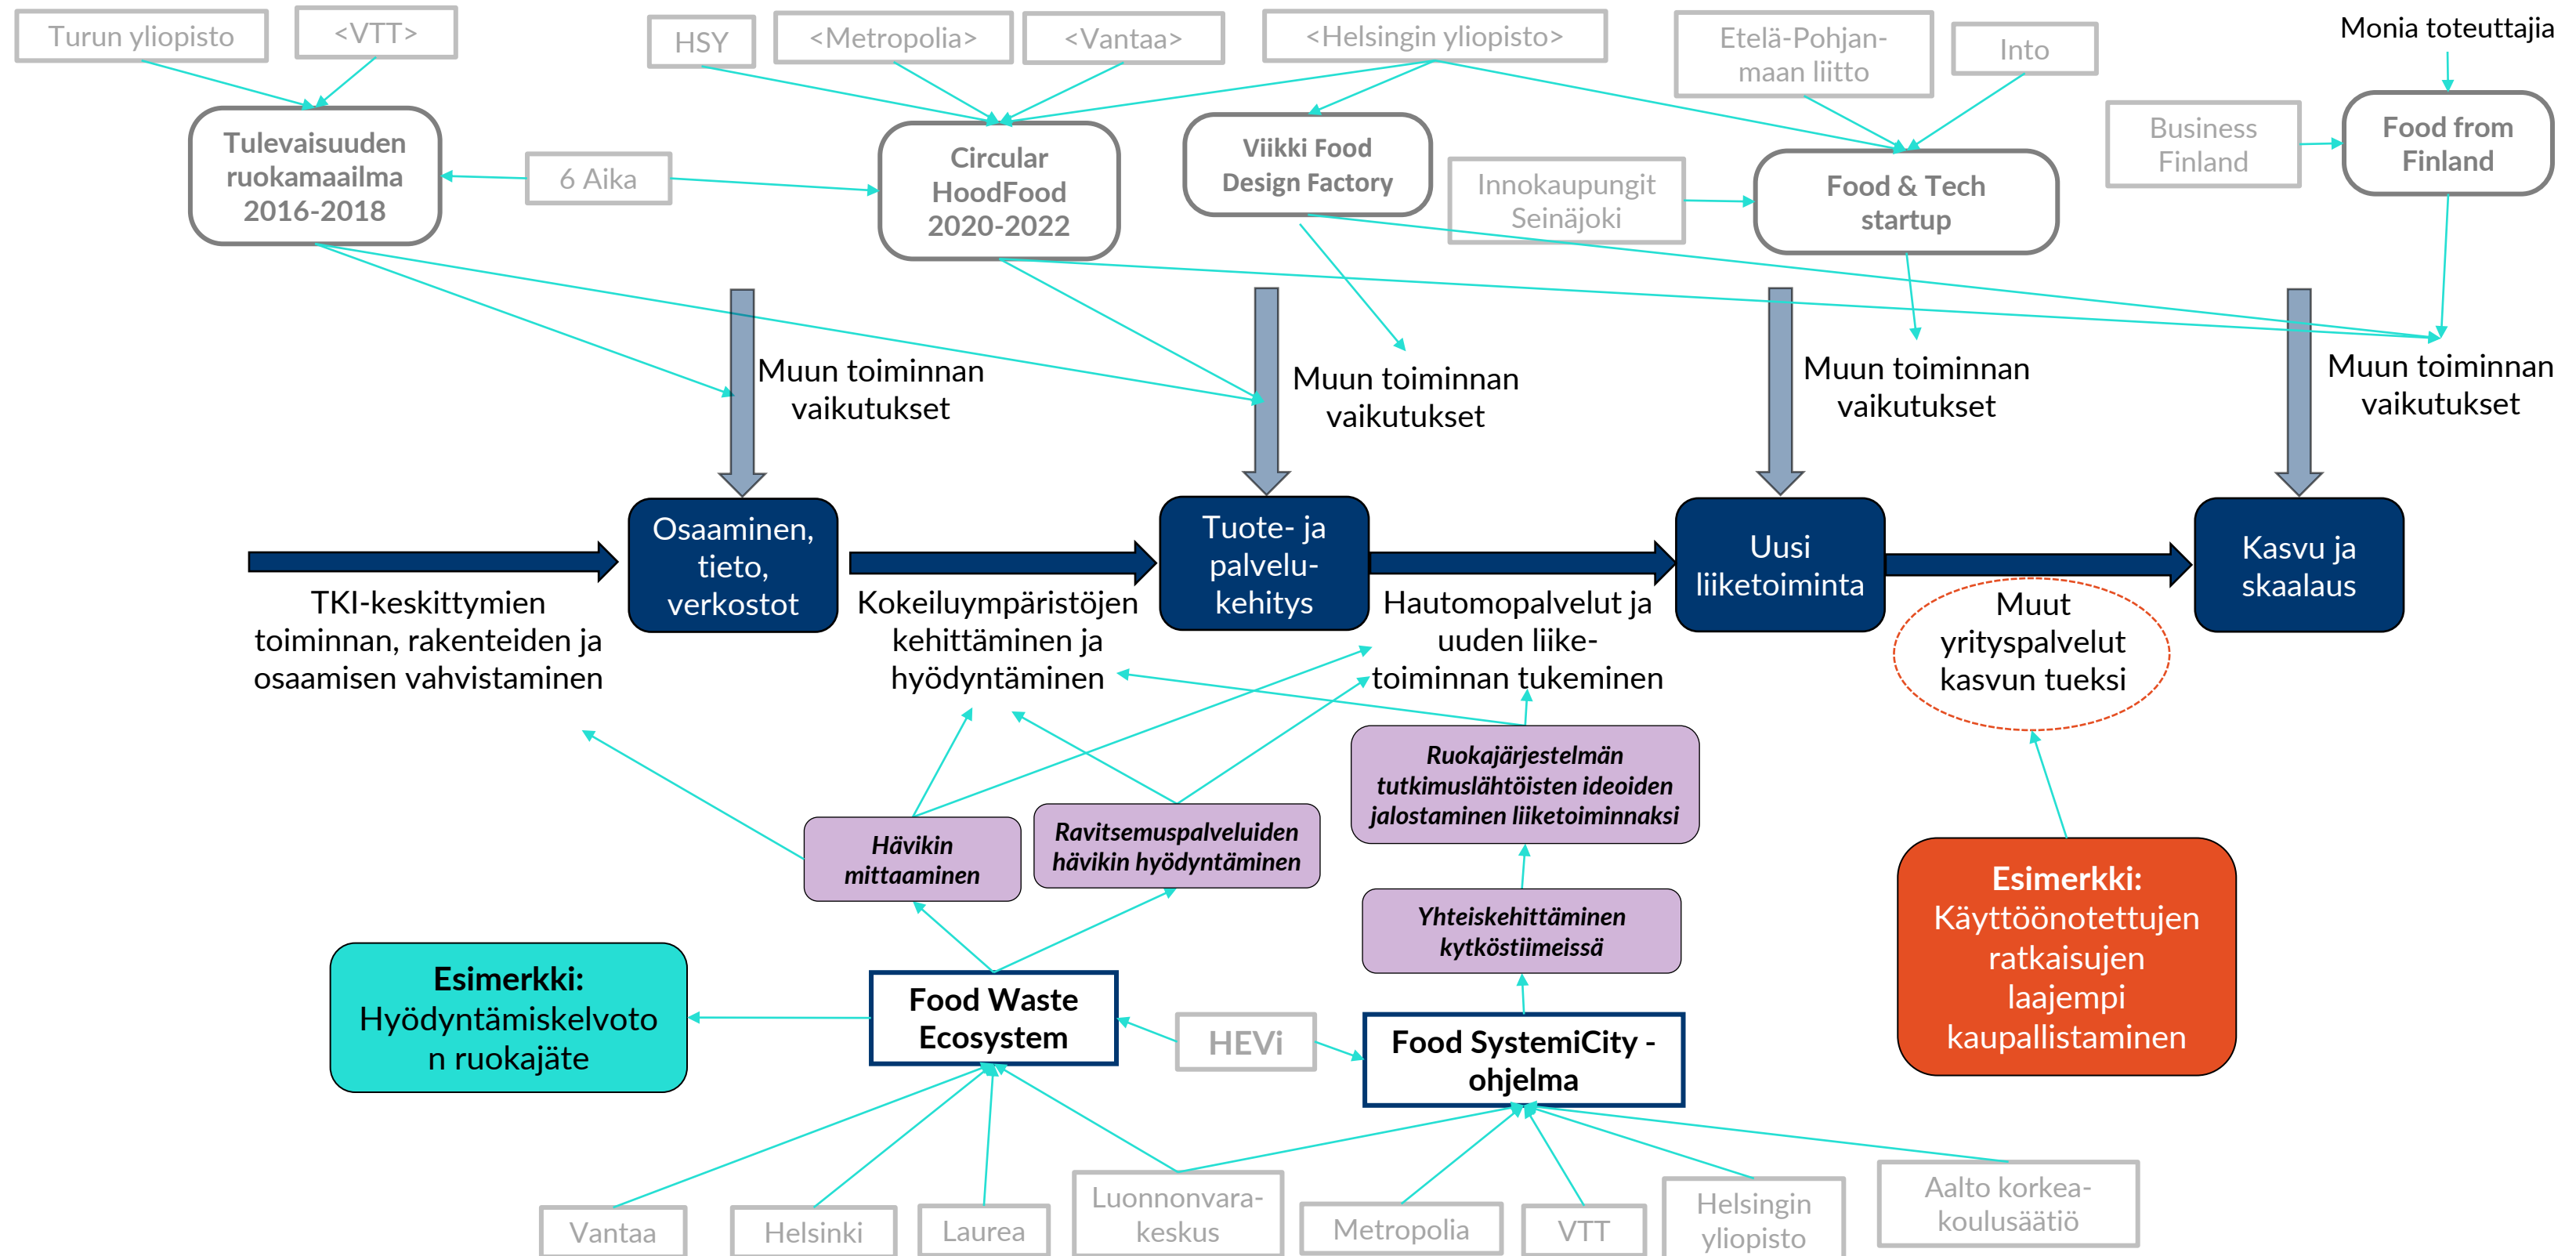 Turun yliopisto
<VTT>
HSY
<Metropolia>
<Vantaa>
<Helsingin yliopisto>
Etelä-Pohjan-
maan liitto
Into
Monia toteuttajia
Tulevaisuuden
ruokamaailma
2016-2018
6 Aika
Circular
HoodFood
2020-2022
Viikki Food
Design Factory
Innokaupungit
Seinäjoki
Food & Tech
startup
Business
Finland
Food from
Finland
Muun toiminnan
vaikutukset
Muun toiminnan
vaikutukset
Muun toiminnan
vaikutukset
Muun toiminnan
vaikutukset
Osaaminen,
tieto,
verkostot
Tuote- ja
palvelu-
kehitys
Uusi
liiketoiminta
Kasvu ja
skaalaus
TKI-keskittymien
toiminnan, rakenteiden ja
osaamisen vahvistaminen
Kokeiluympäristöjen
kehittäminen ja
hyödyntäminen
Hautomopalvelut ja
uuden liike-
toiminnan tukeminen
Muut
yrityspalvelut
kasvun tueksi
Hävikin
mittaaminen
Ravitsemuspalveluiden
hävikin hyödyntäminen
Ruokajärjestelmän
tutkimuslähtöisten ideoiden
jalostaminen liiketoiminnaksi
Yhteiskehittäminen
kytköstiimeissä
Esimerkki:
Käyttöönotettujen
ratkaisujen
laajempi
kaupallistaminen
Esimerkki:
Hyödyntämiskelvoto
n ruokajäte
Food Waste
Ecosystem
HEVi
Food SystemiCity -
ohjelma
Vantaa
Helsinki
Laurea
Luonnonvara-
keskus
Metropolia
VTT
Helsingin
yliopisto
Aalto korkea-
koulusäätiö